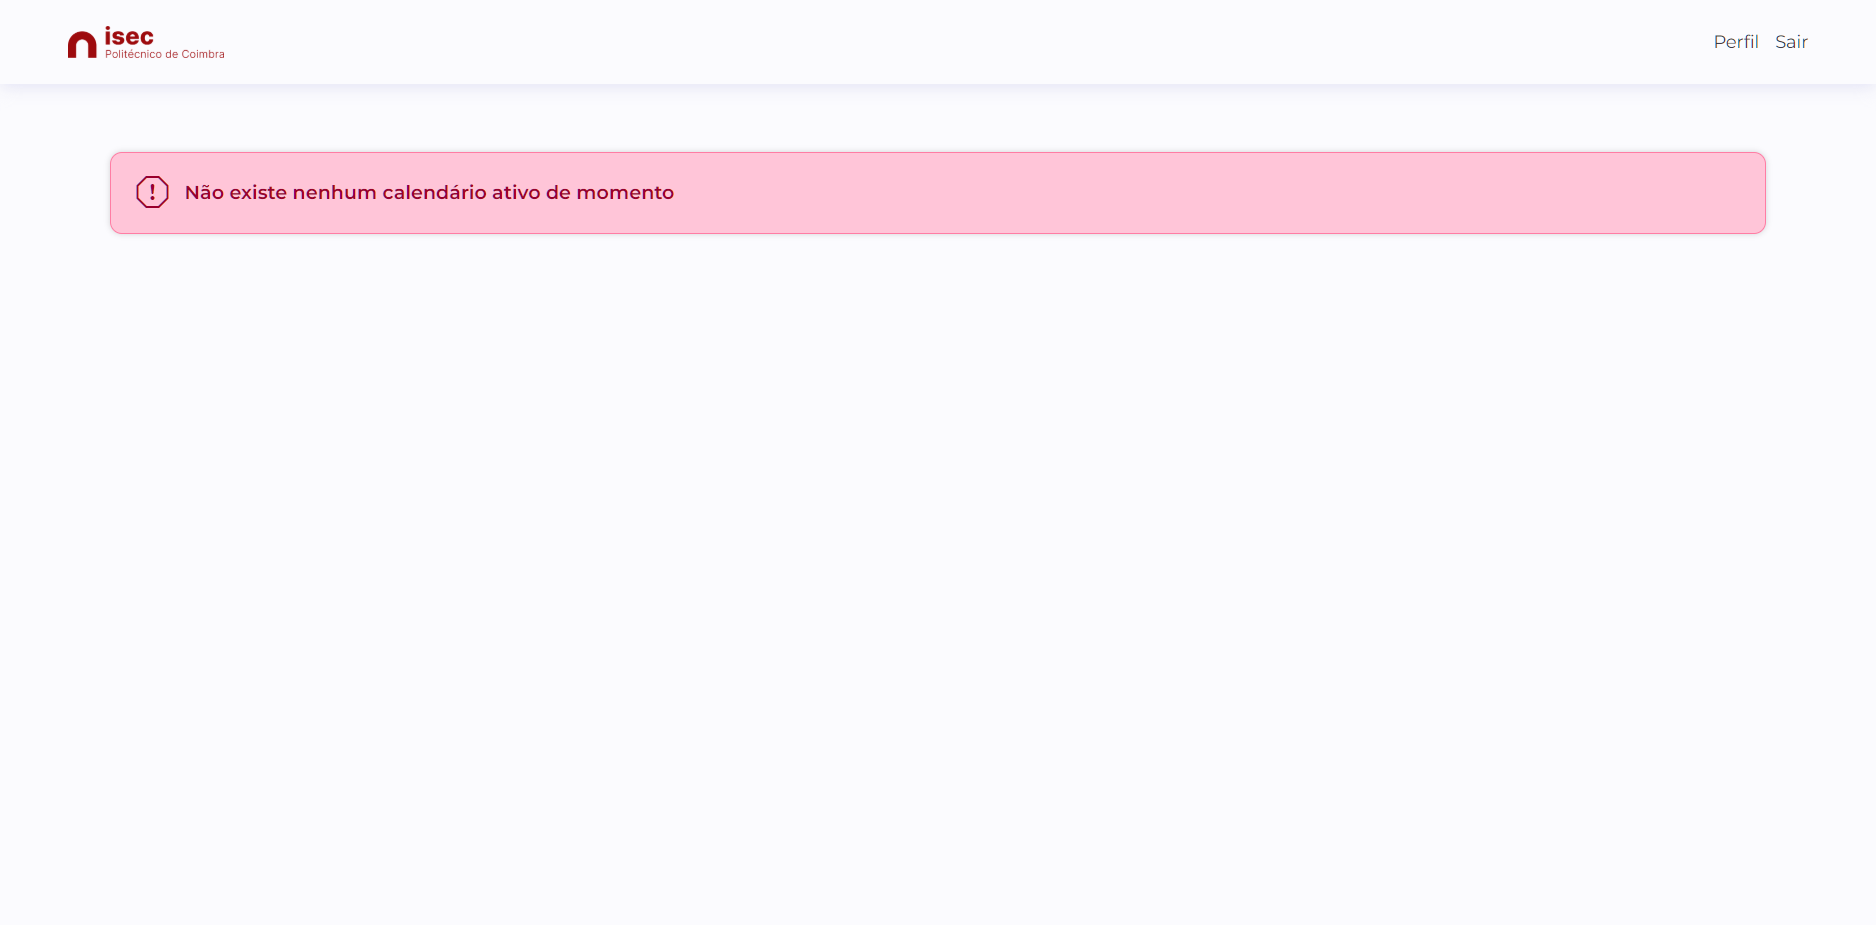 isec
Politécnico de Coimbra
Perfil Sair
Não existe nenhum calendário ativo de momento